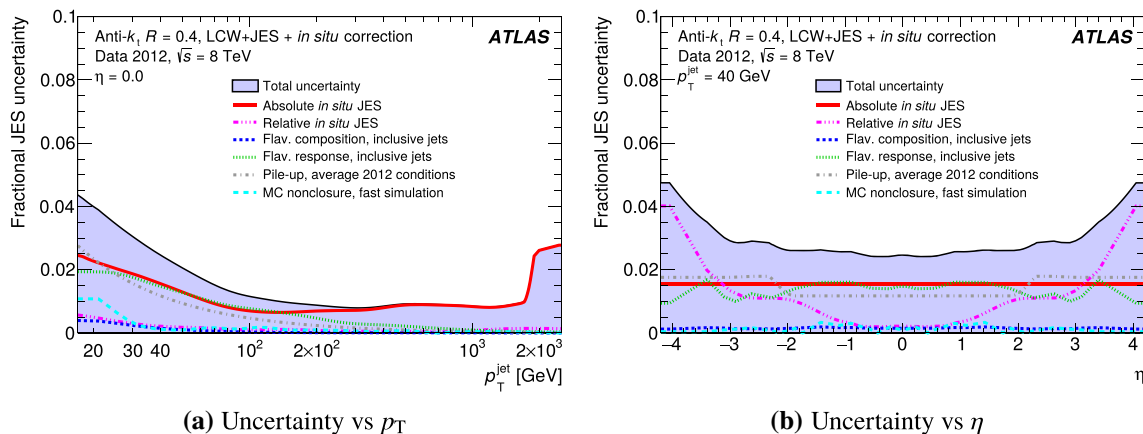 Fractional JES uncertainty
0.1
0.08
0.06
0.04
0.02
0
Anti-kt R = 0.4, LCW+JES + in situ correction
ATLAS
Data 2012, √s = 8 TeV
η = 0.0
Total uncertainty
Absolute in situ JES
Relative in situ JES
Flav. composition, inclusive jets
Flav. response, inclusive jets
Pile-up, average 2012 conditions
MC nonclosure, fast simulation
20 30 40 10² 2×10² 10³ 2×10³
pT^jet [GeV]
(a) Uncertainty vs pT
Fractional JES uncertainty
0.1
0.08
0.06
0.04
0.02
0
Anti-kt R = 0.4, LCW+JES + in situ correction
ATLAS
Data 2012, √s = 8 TeV
pT^jet = 40 GeV
Total uncertainty
Absolute in situ JES
Relative in situ JES
Flav. composition, inclusive jets
Flav. response, inclusive jets
Pile-up, average 2012 conditions
MC nonclosure, fast simulation
−4 −3 −2 −1 0 1 2 3 4
η
(b) Uncertainty vs η